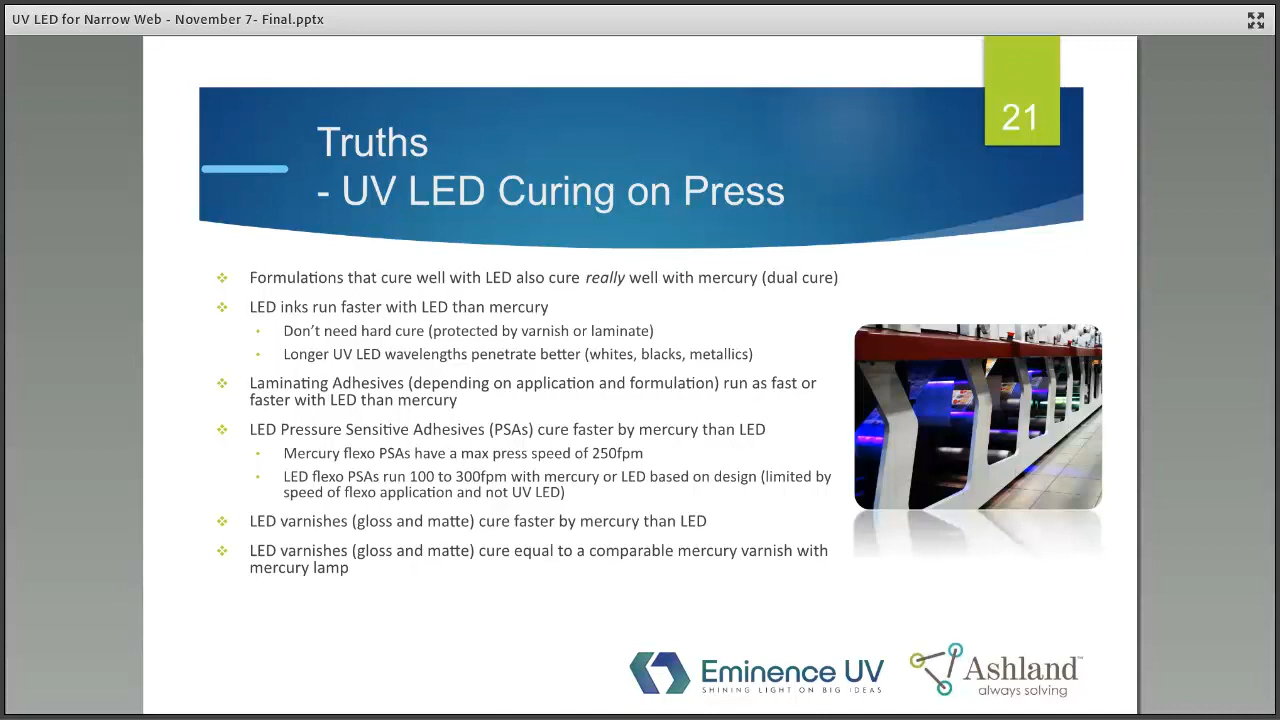 UV LED for Narrow Web - November 7- Final.pptx
21
Truths
- UV LED Curing on Press
Formulations that cure well with LED also cure really well with mercury (dual cure)
LED inks run faster with LED than mercury
Don't need hard cure (protected by varnish or laminate)
Longer UV LED wavelengths penetrate better (whites, blacks, metallics)
Laminating Adhesives (depending on application and formulation) run as fast or
faster with LED than mercury
LED Pressure Sensitive Adhesives (PSAs) cure faster by mercury than LED
Mercury flexo PSAs have a max press speed of 250fpm
LED flexo PSAs run 100 to 300fpm with mercury or LED based on design (limited by
speed of flexo application and not UV LED)
LED varnishes (gloss and matte) cure faster by mercury than LED
LED varnishes (gloss and matte) cure equal to a comparable mercury varnish with
mercury lamp
Eminence UV
SHINING LIGHT ON BIG IDEAS
Ashland™
always solving